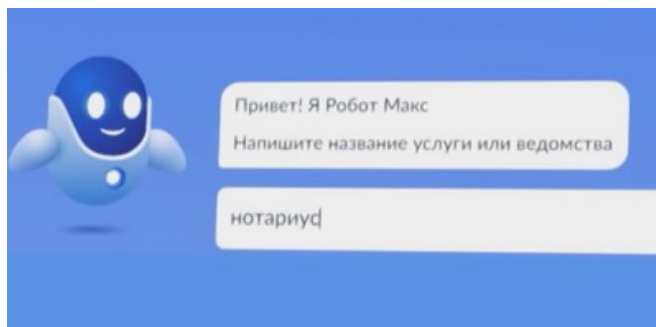 Привет! Я Робот Макс
Напишите название услуги или ведомства
нотариус